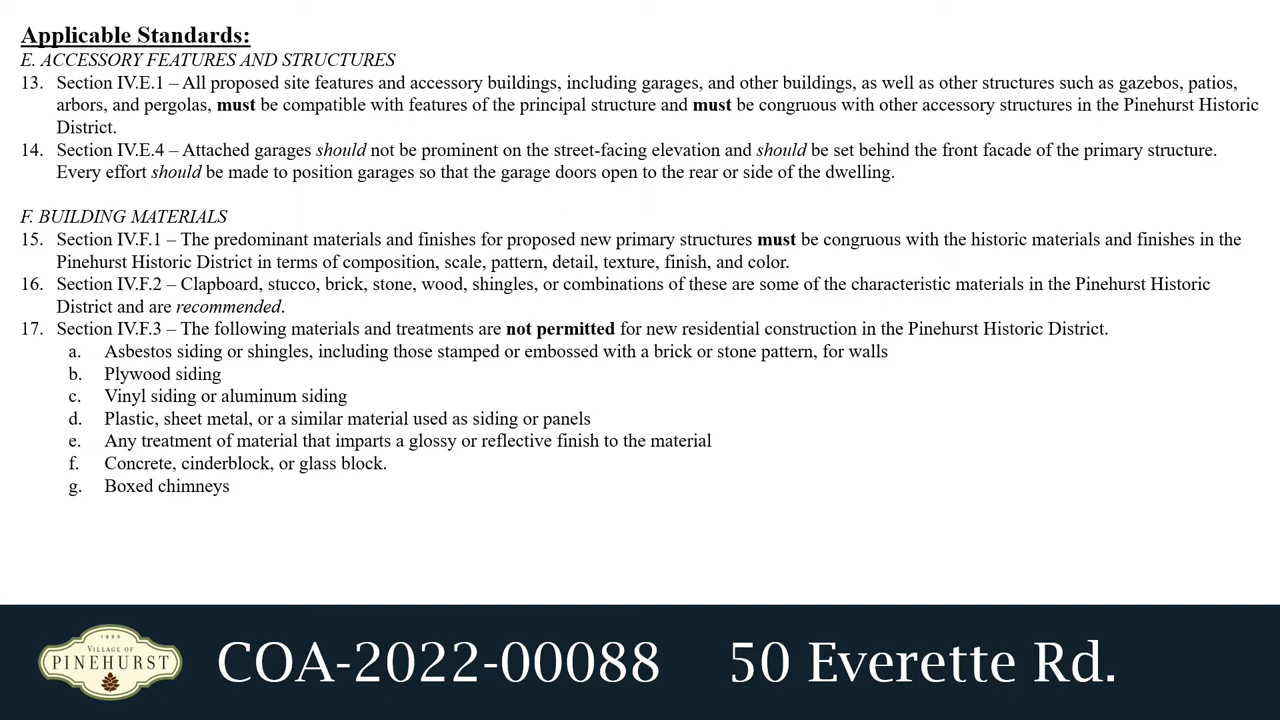 Applicable Standards:
E. ACCESSORY FEATURES AND STRUCTURES
13. Section IV.E.1 – All proposed site features and accessory buildings, including garages, and other buildings, as well as other structures such as gazebos, patios,
arbors, and pergolas, must be compatible with features of the principal structure and must be congruous with other accessory structures in the Pinehurst Historic
District.
14. Section IV.E.4 – Attached garages should not be prominent on the street-facing elevation and should be set behind the front facade of the primary structure.
Every effort should be made to position garages so that the garage doors open to the rear or side of the dwelling.
F. BUILDING MATERIALS
15. Section IV.F.1 – The predominant materials and finishes for proposed new primary structures must be congruous with the historic materials and finishes in the
Pinehurst Historic District in terms of composition, scale, pattern, detail, texture, finish, and color.
16. Section IV.F.2 – Clapboard, stucco, brick, stone, wood, shingles, or combinations of these are some of the characteristic materials in the Pinehurst Historic
District and are recommended.
17. Section IV.F.3 – The following materials and treatments are not permitted for new residential construction in the Pinehurst Historic District.
a. Asbestos siding or shingles, including those stamped or embossed with a brick or stone pattern, for walls
b. Plywood siding
c. Vinyl siding or aluminum siding
d. Plastic, sheet metal, or a similar material used as siding or panels
e. Any treatment of material that imparts a glossy or reflective finish to the material
f. Concrete, cinderblock, or glass block.
g. Boxed chimneys
1895
VILLAGE OF
PINEHURST
COA-2022-00088 50 Everette Rd.